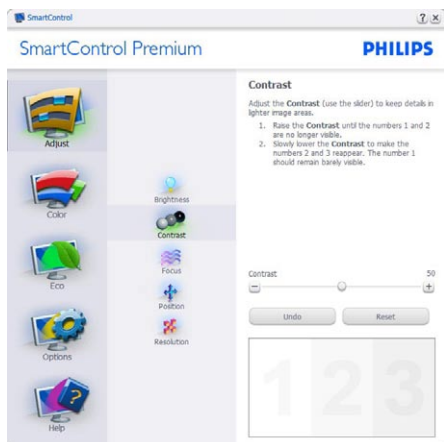 SmartControl
SmartControl Premium
PHILIPS
Adjust
Color
Eco
Options
Help
Brightness
Contrast
Focus
Position
Resolution
Contrast
Adjust the Contrast (use the slider) to keep details in
lighter image areas.
1. Raise the Contrast until the numbers 1 and 2
are no longer visible.
2. Slowly lower the Contrast to make the
numbers 2 and 3 reappear. The number 1
should remain barely visible.
Contrast 50
Undo Reset
1 2 3